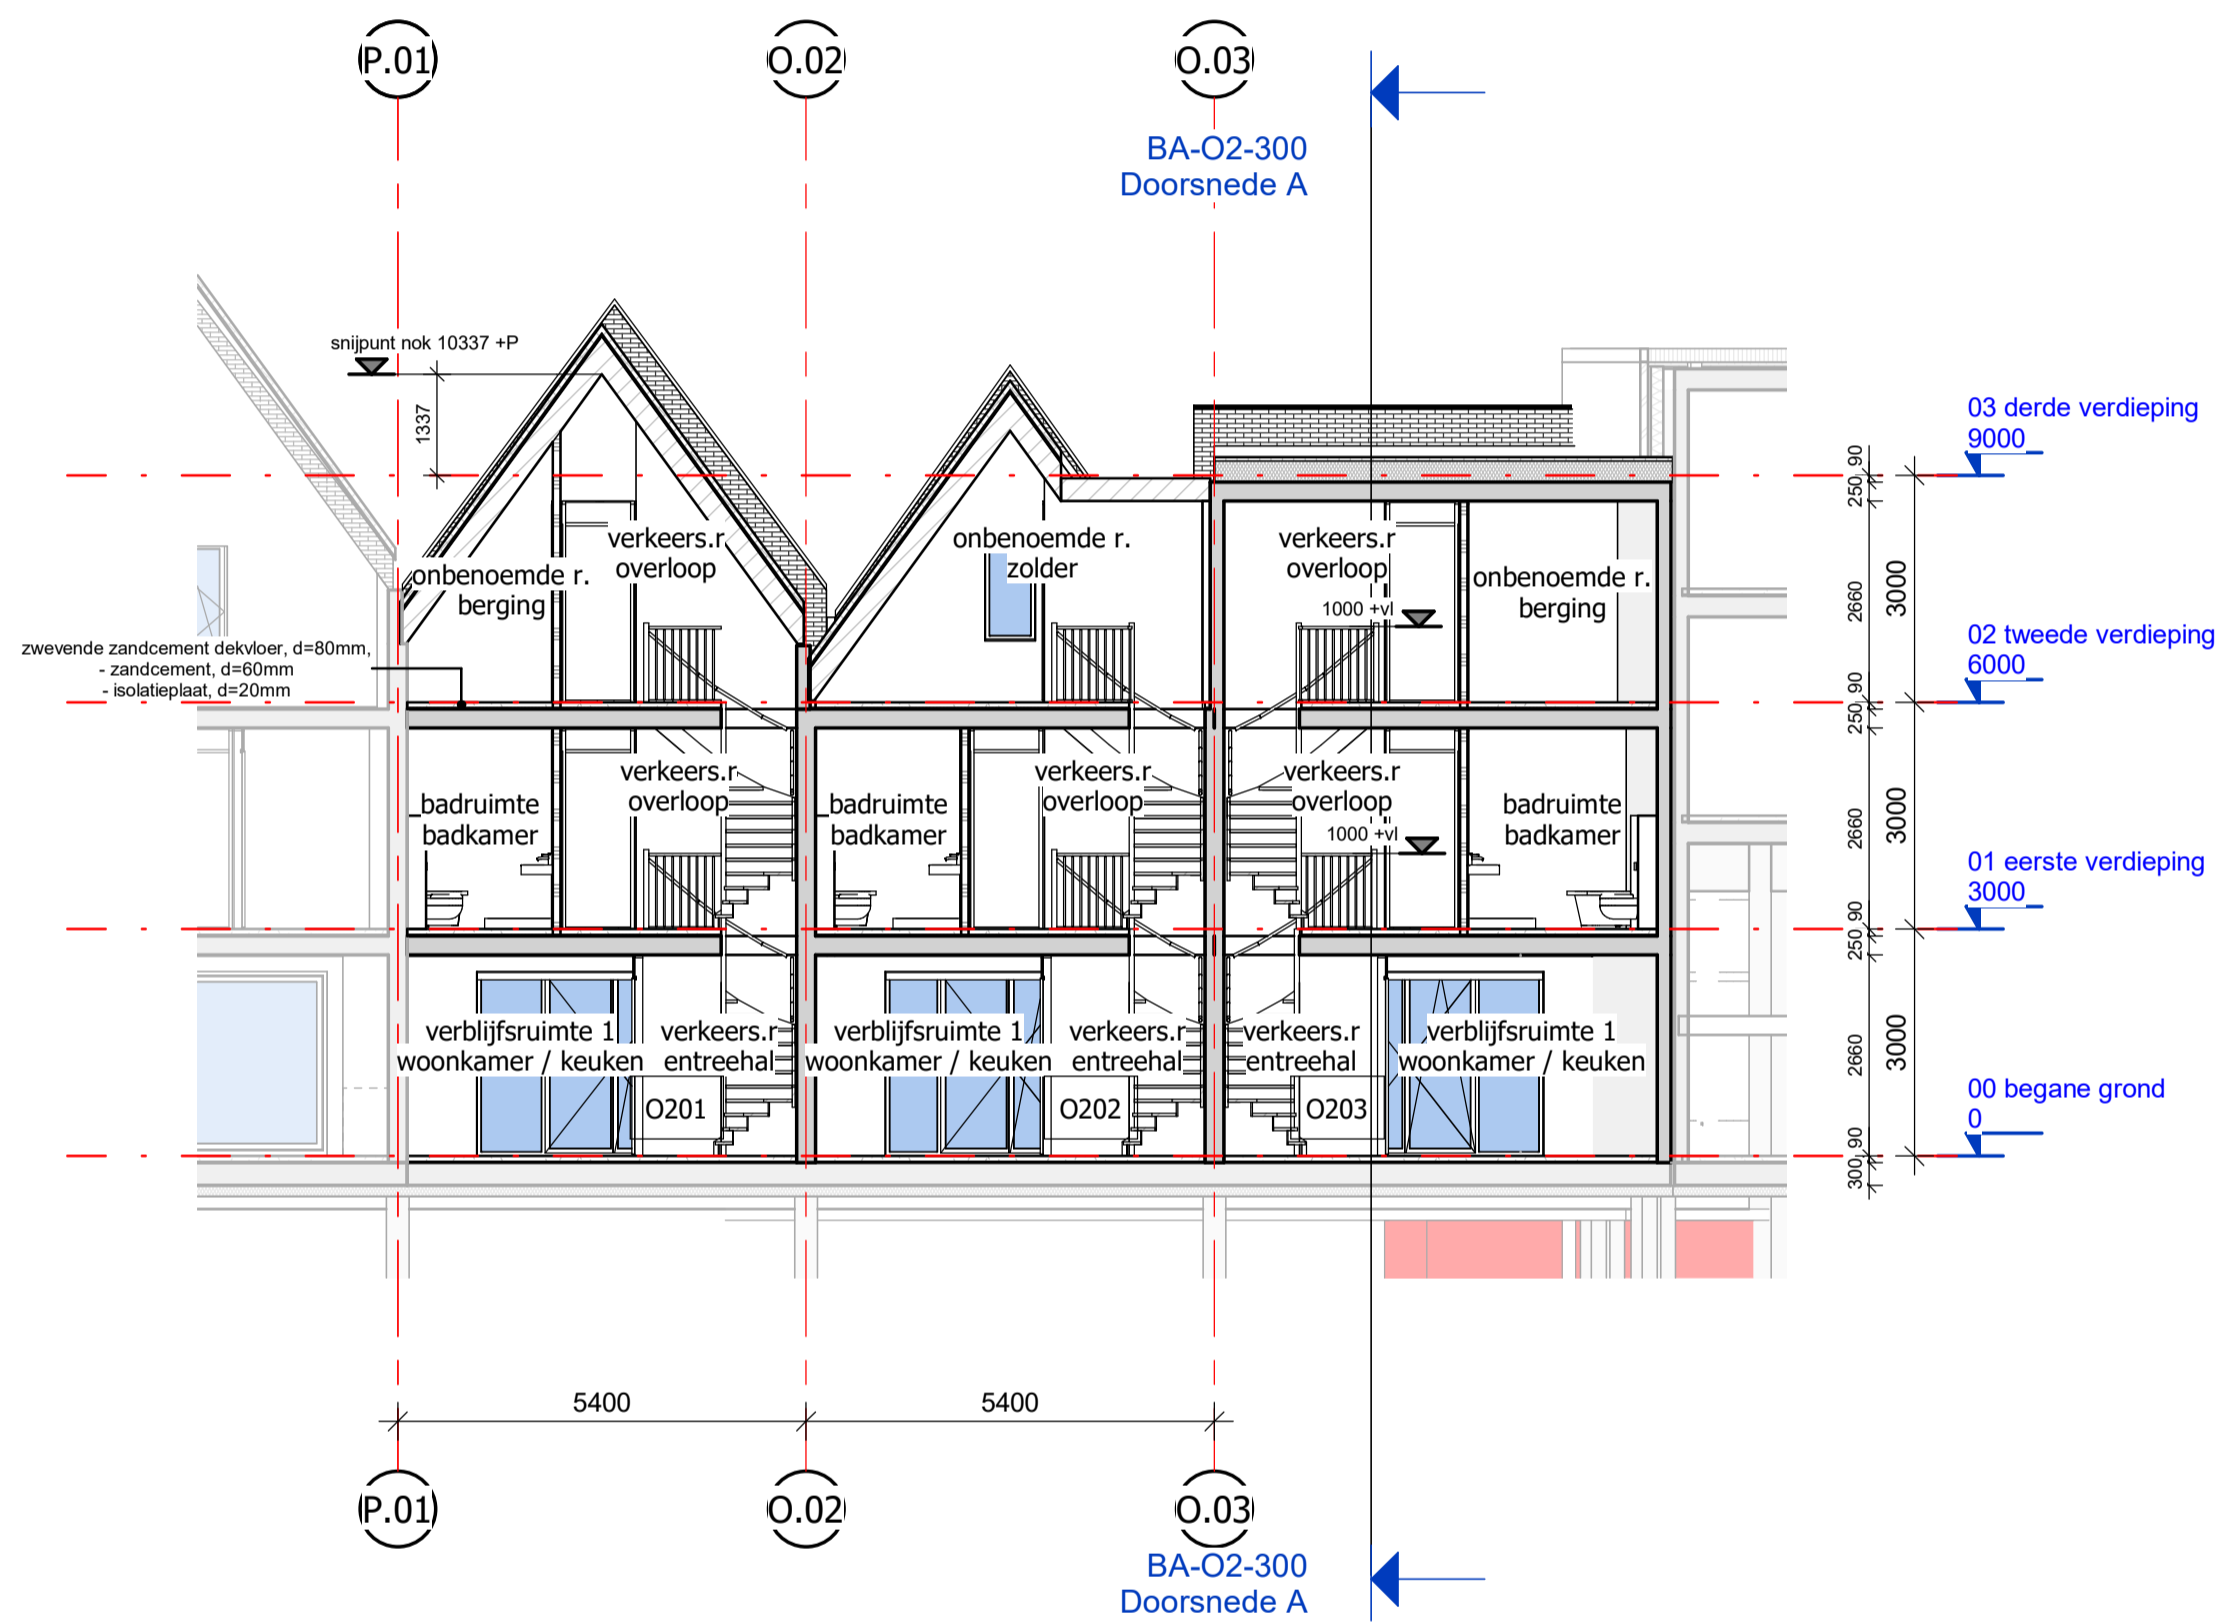 P.01
O.02
O.03
BA-O2-300
Doorsnede A
snijpunt nok 10337 +P
1337
03 derde verdieping
9000
verkeers.r
overloop
onbenoemde r.
zolder
verkeers.r
overloop
onbenoemde r.
berging
onbenoemde r.
berging
1000 +vl
zwevende zandcement dekvloer, d=80mm,
- zandcement, d=60mm
- isolatieplaat, d=20mm
02 tweede verdieping
6000
verkeers.r
overloop
verkeers.r
overloop
verkeers.r
overloop
badruimte
badkamer
badruimte
badkamer
badruimte
badkamer
1000 +vl
01 eerste verdieping
3000
verblijfsruimte 1
woonkamer / keuken
verkeers.r
entreehal
verblijfsruimte 1
woonkamer / keuken
verkeers.r
entreehal
verkeers.r
entreehal
verblijfsruimte 1
woonkamer / keuken
O201
O202
O203
00 begane grond
0
90
250
2660
3000
90
250
2660
3000
90
250
2660
3000
90
300
5400
5400
P.01
O.02
O.03
BA-O2-300
Doorsnede A